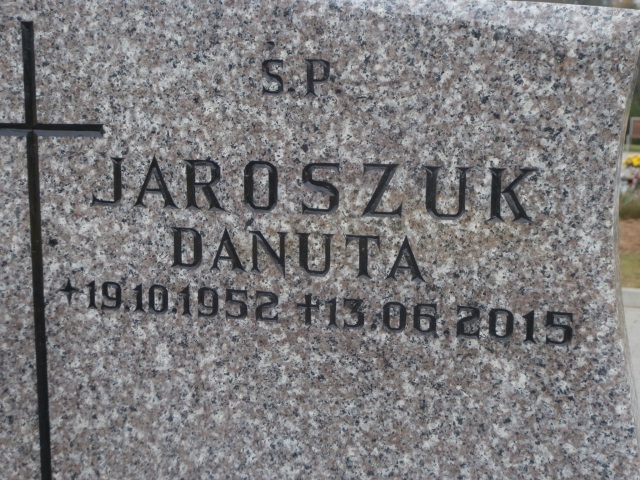 Ś.P.
JAROSZUK
DANUTA
+19.10.1952 †13.06.2015